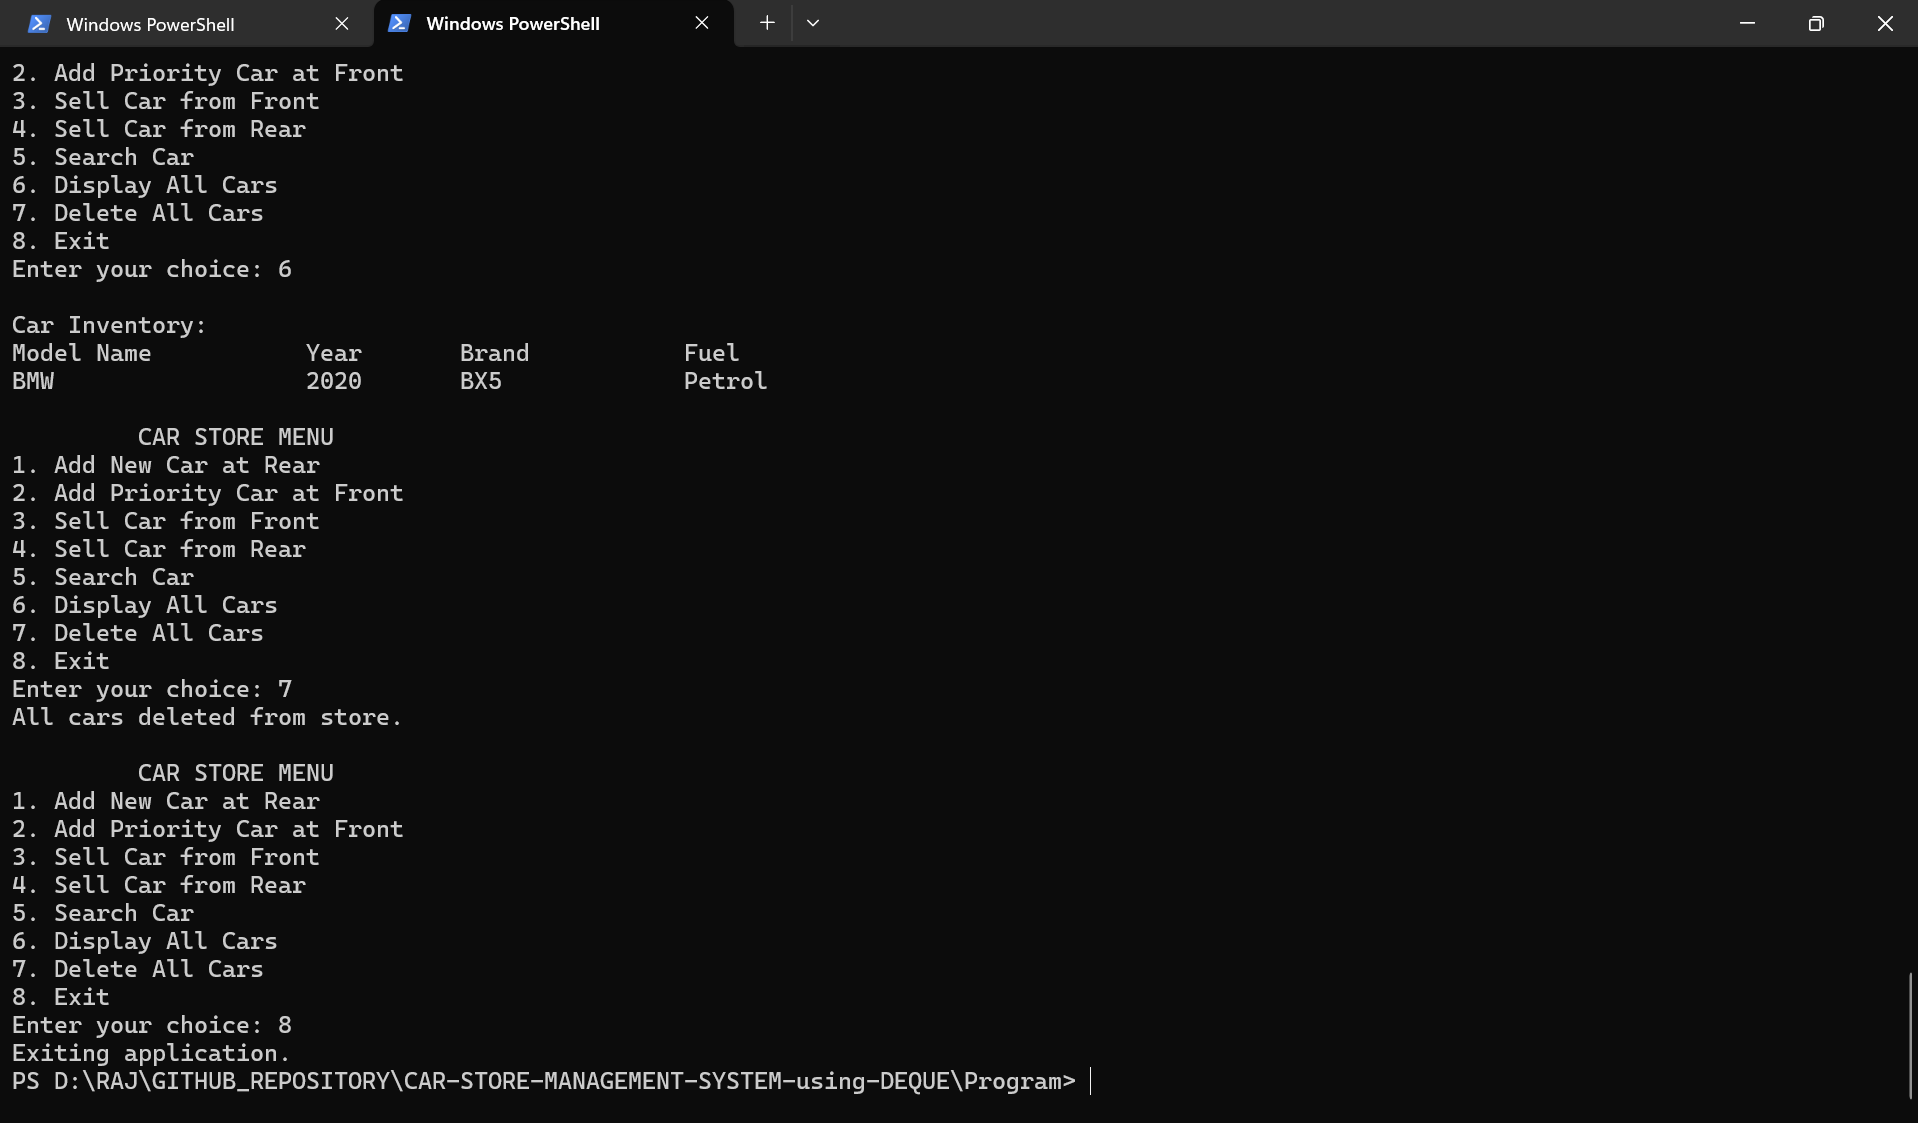 Windows PowerShell
Windows PowerShell
2. Add Priority Car at Front
3. Sell Car from Front
4. Sell Car from Rear
5. Search Car
6. Display All Cars
7. Delete All Cars
8. Exit
Enter your choice: 6
Car Inventory:
Model Name Year Brand Fuel
BMW 2020 BX5 Petrol
CAR STORE MENU
1. Add New Car at Rear
2. Add Priority Car at Front
3. Sell Car from Front
4. Sell Car from Rear
5. Search Car
6. Display All Cars
7. Delete All Cars
8. Exit
Enter your choice: 7
All cars deleted from store.
CAR STORE MENU
1. Add New Car at Rear
2. Add Priority Car at Front
3. Sell Car from Front
4. Sell Car from Rear
5. Search Car
6. Display All Cars
7. Delete All Cars
8. Exit
Enter your choice: 8
Exiting application.
PS D:\RAJ\GITHUB_REPOSITORY\CAR-STORE-MANAGEMENT-SYSTEM-using-DEQUE\Program>